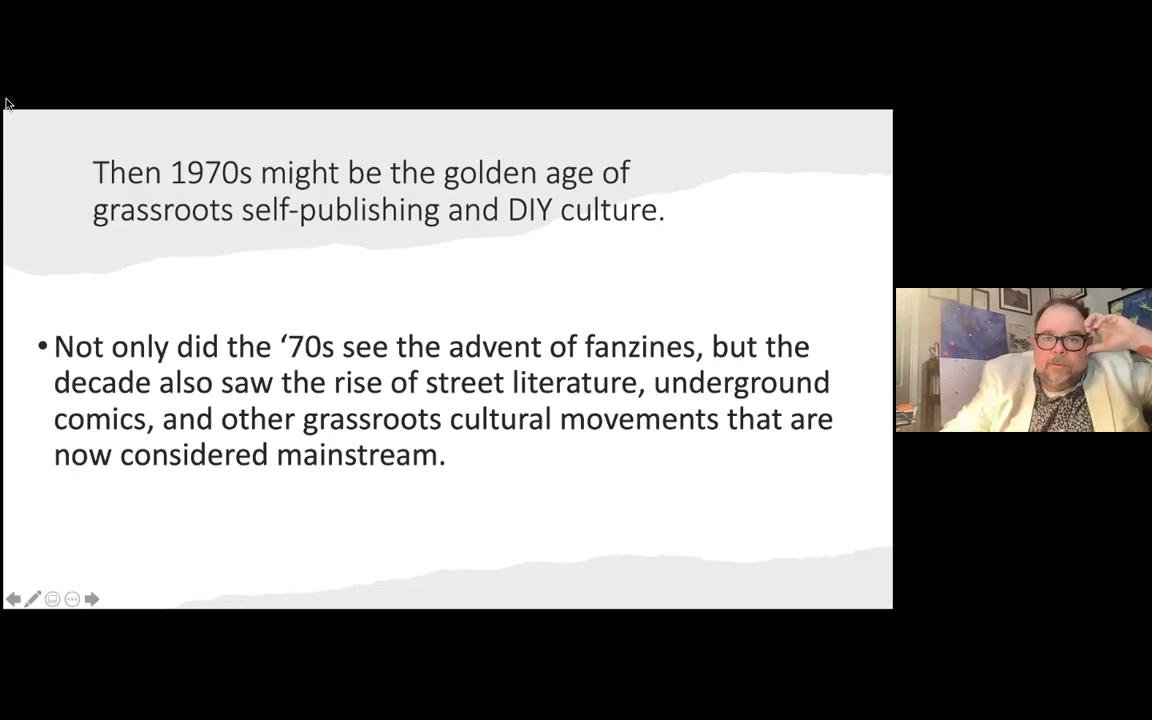 Then 1970s might be the golden age of
grassroots self-publishing and DIY culture.
• Not only did the ‘70s see the advent of fanzines, but the
decade also saw the rise of street literature, underground
comics, and other grassroots cultural movements that are
now considered mainstream.